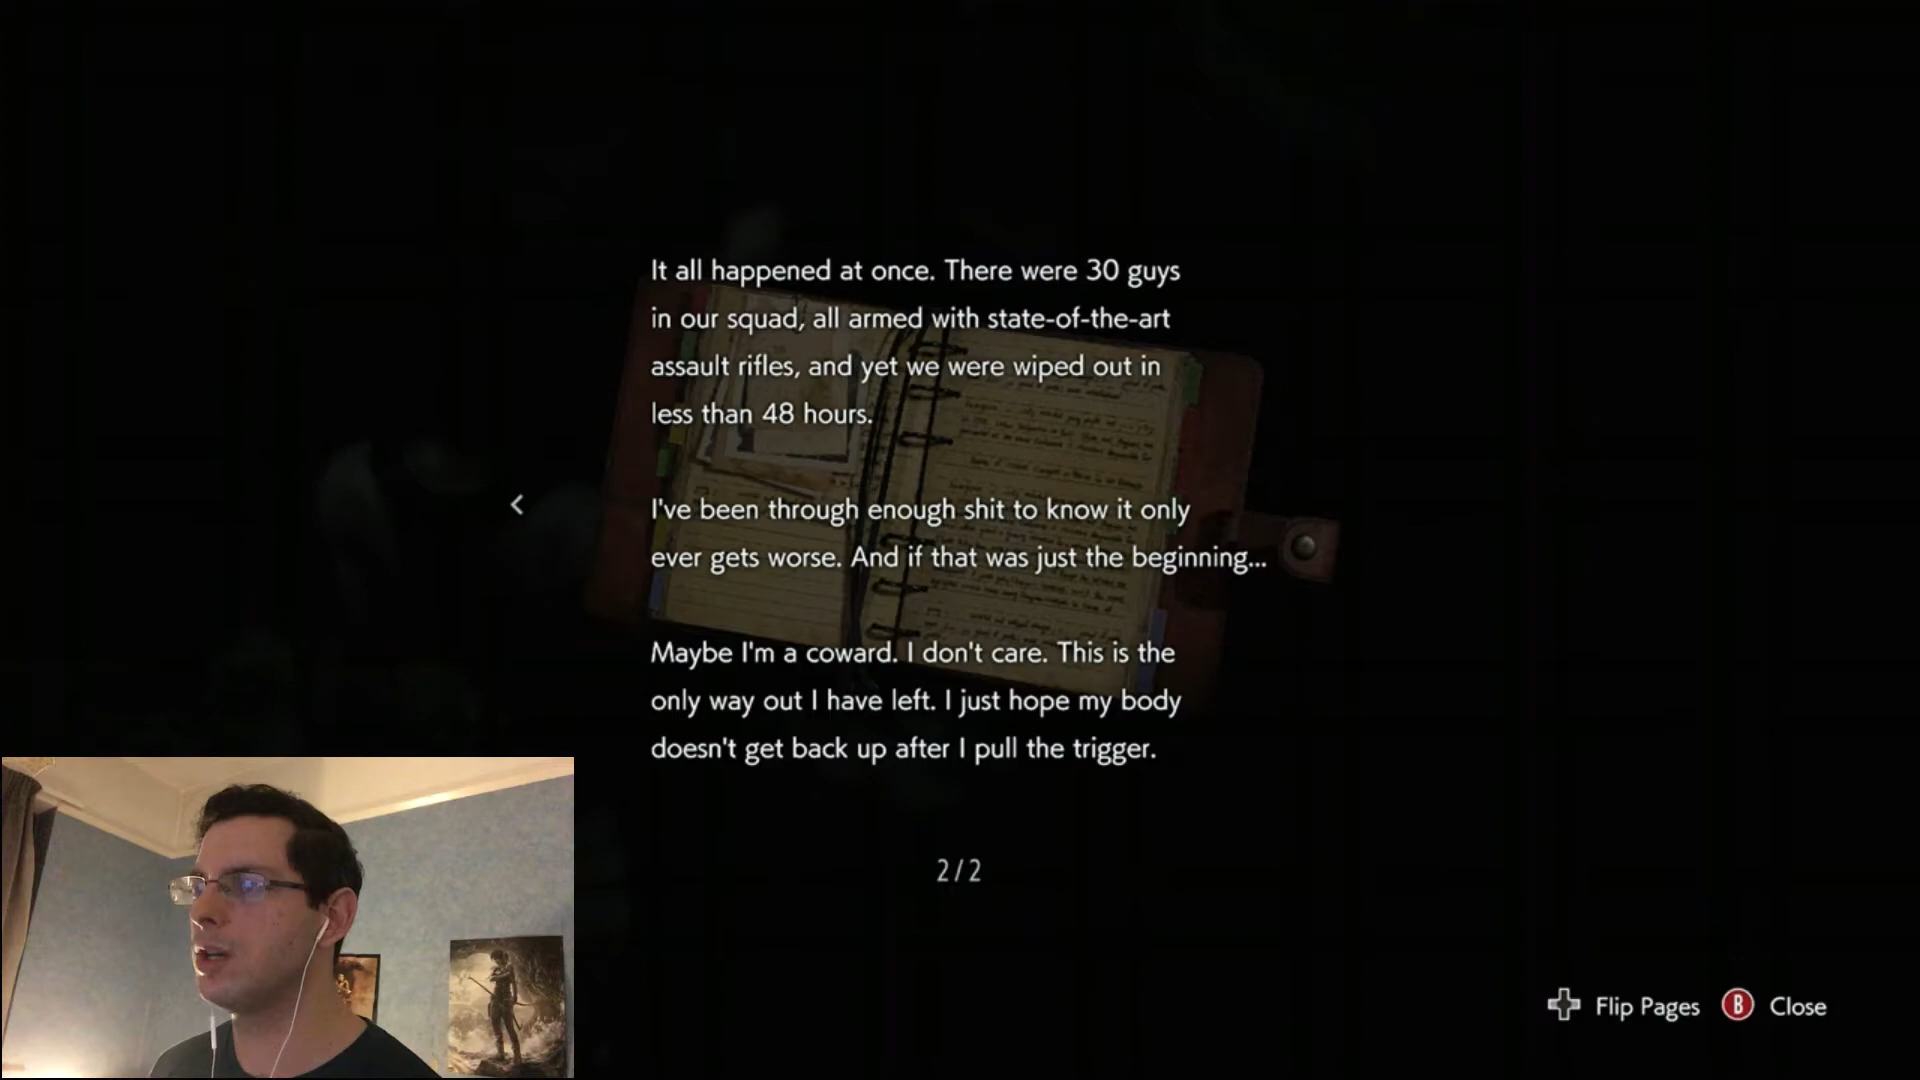 It all happened at once. There were 30 guys
in our squad, all armed with state-of-the-art
assault rifles, and yet we were wiped out in
less than 48 hours.
I've been through enough shit to know it only
ever gets worse. And if that was just the beginning...
Maybe I'm a coward. I don't care. This is the
only way out I have left. I just hope my body
doesn't get back up after I pull the trigger.
2/2
Flip Pages B Close